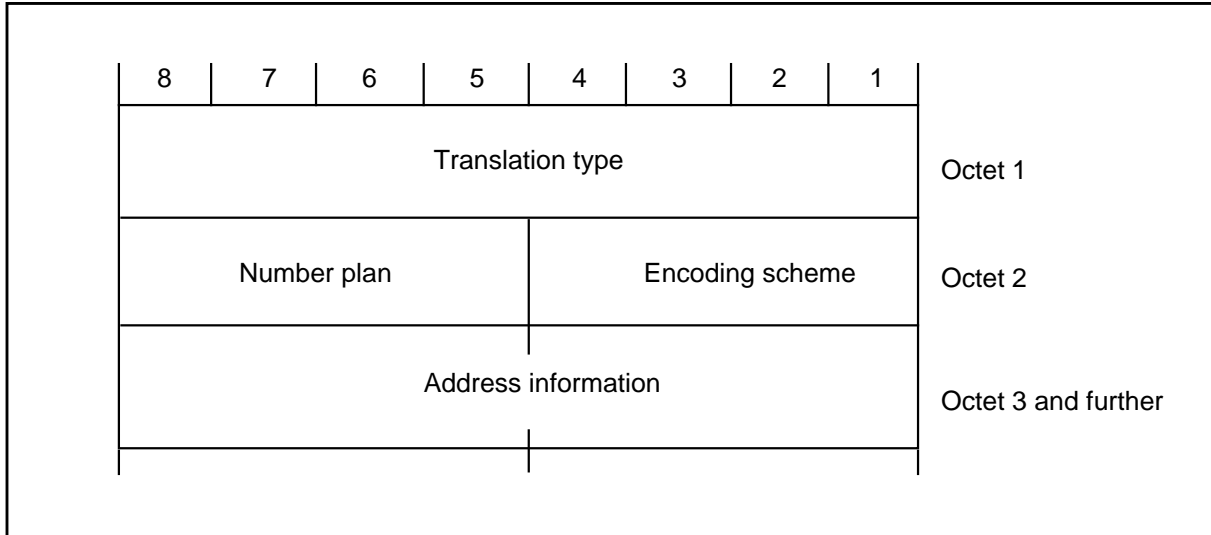 8 7 6 5 4 3 2 1
Translation type
Octet 1
Number plan
Encoding scheme
Octet 2
Address information
Octet 3 and further